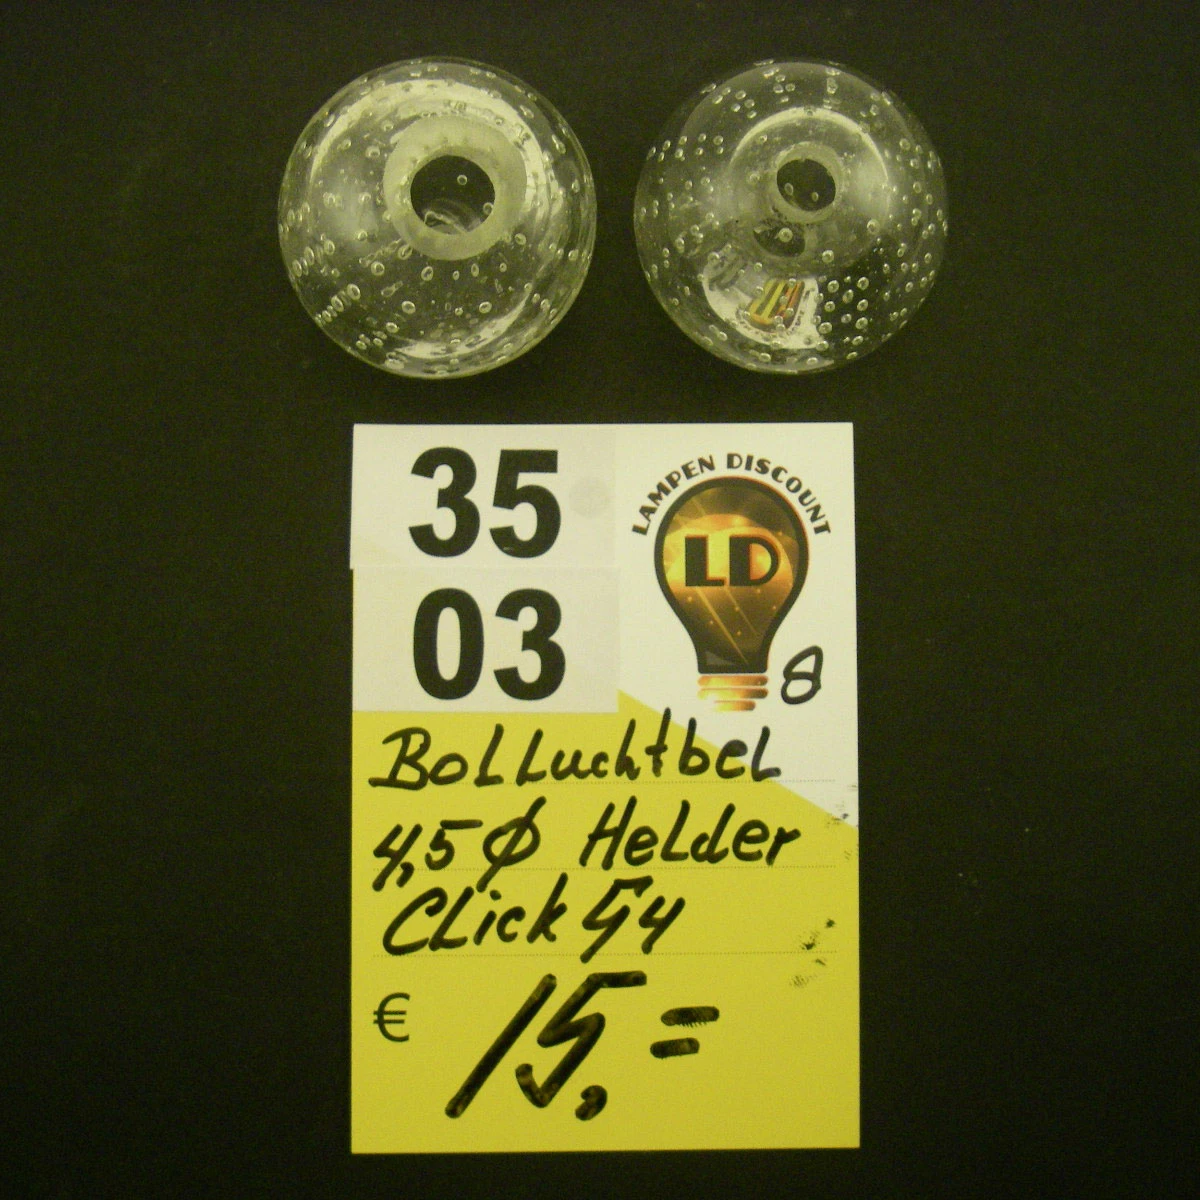 35
LAMPEN DISCOUNT
LD
03
8
Bolluchtbel
4,5 Ø Helder
Click G4
€ 15,=